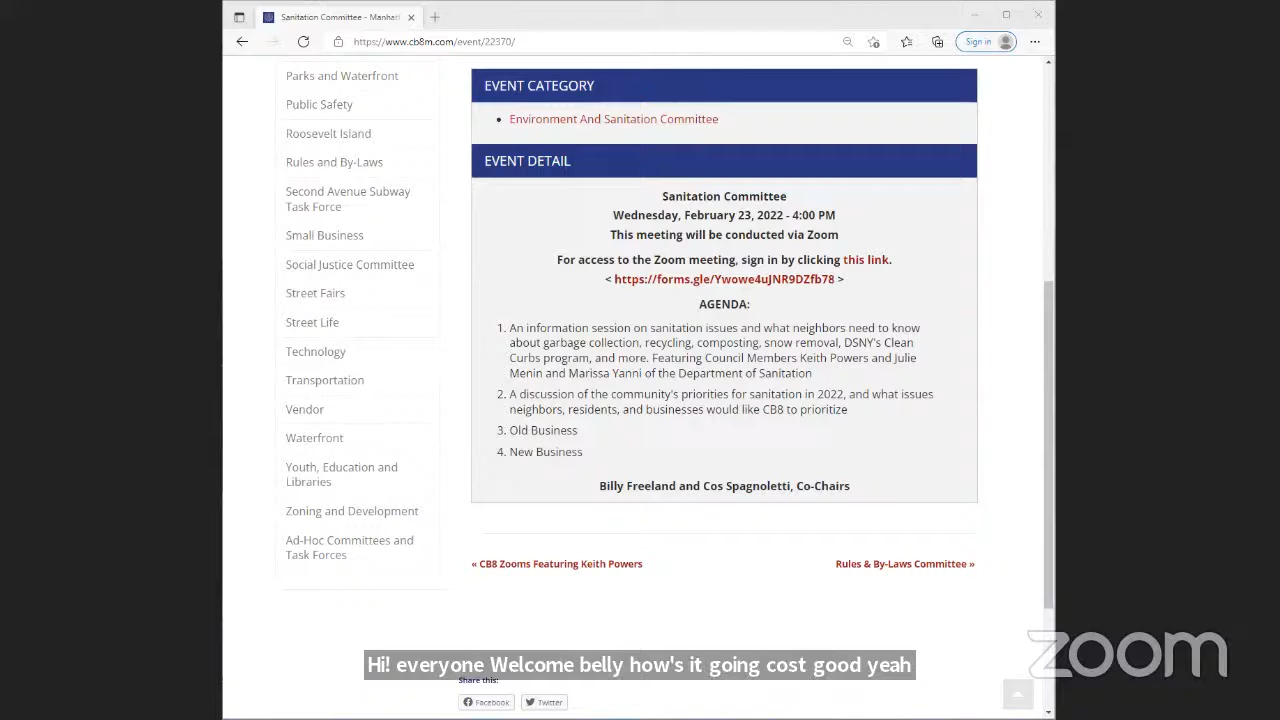 Sanitation Committee - Manhatt
https://www.cb8m.com/event/22370/
Sign in
Parks and Waterfront
Public Safety
Roosevelt Island
Rules and By-Laws
Second Avenue Subway
Task Force
Small Business
Social Justice Committee
Street Fairs
Street Life
Technology
Transportation
Vendor
Waterfront
Youth, Education and
Libraries
Zoning and Development
Ad-Hoc Committees and
Task Forces
EVENT CATEGORY
Environment And Sanitation Committee
EVENT DETAIL
Sanitation Committee
Wednesday, February 23, 2022 - 4:00 PM
This meeting will be conducted via Zoom
For access to the Zoom meeting, sign in by clicking this link.
< https://forms.gle/Ywowe4uJNR9DZfb78 >
AGENDA:
1. An information session on sanitation issues and what neighbors need to know
about garbage collection, recycling, composting, snow removal, DSNY's Clean
Curbs program, and more. Featuring Council Members Keith Powers and Julie
Menin and Marissa Yanni of the Department of Sanitation
2. A discussion of the community's priorities for sanitation in 2022, and what issues
neighbors, residents, and businesses would like CB8 to prioritize
3. Old Business
4. New Business
Billy Freeland and Cos Spagnoletti, Co-Chairs
« CB8 Zooms Featuring Keith Powers
Rules & By-Laws Committee »
Hi! everyone Welcome belly how's it going cost good yeah
Share this:
Facebook
Twitter
zoom